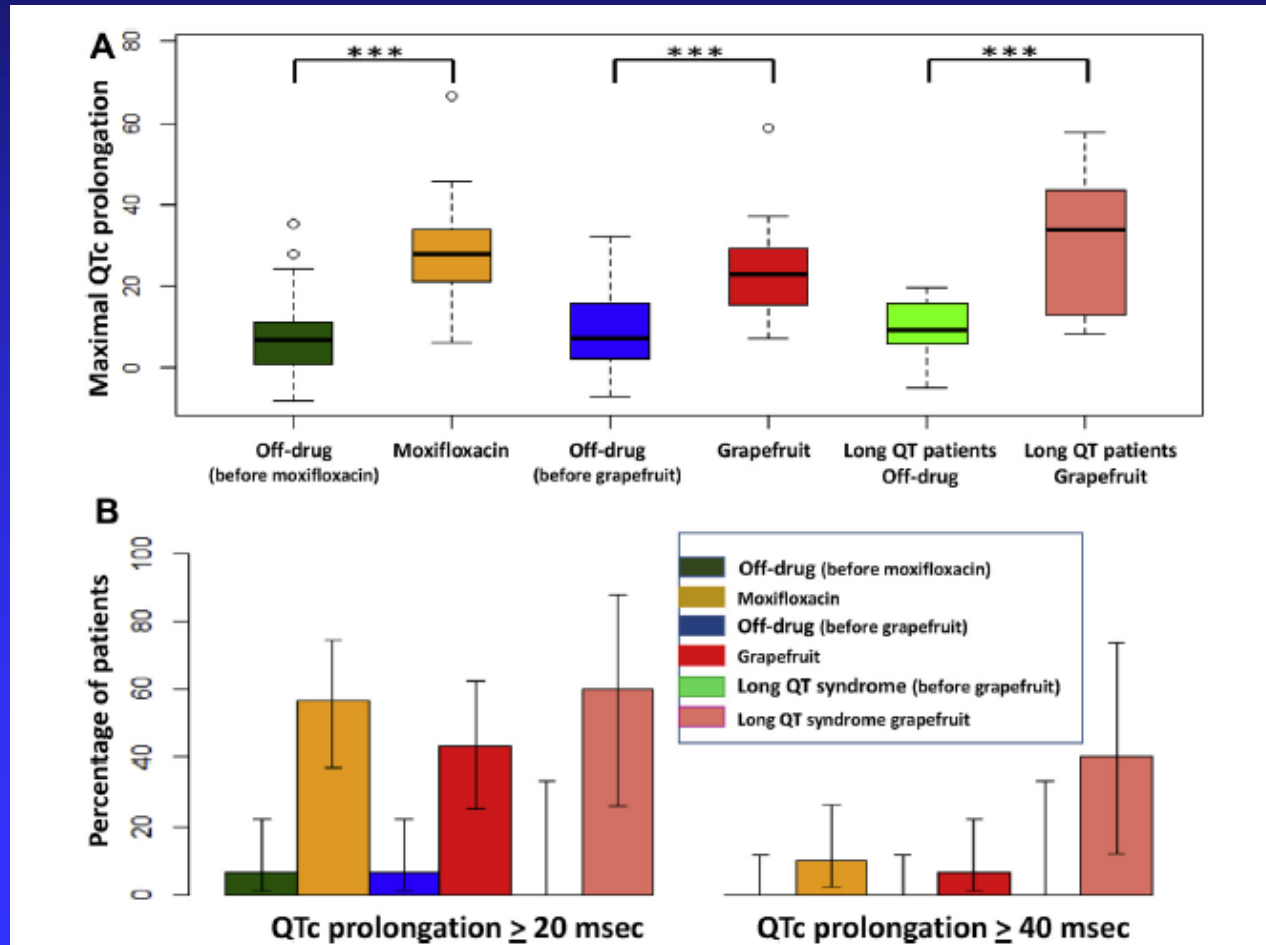 A
Maximal QTc prolongation
80
60
40
20
0
***
***
***
Off-drug
(before moxifloxacin)
Moxifloxacin
Off-drug
(before grapefruit)
Grapefruit
Long QT patients
Off-drug
Long QT patients
Grapefruit
B
Percentage of patients
100
80
60
40
20
0
Off-drug (before moxifloxacin)
Moxifloxacin
Off-drug (before grapefruit)
Grapefruit
Long QT syndrome (before grapefruit)
Long QT syndrome grapefruit
QTc prolongation ≥ 20 msec
QTc prolongation ≥ 40 msec